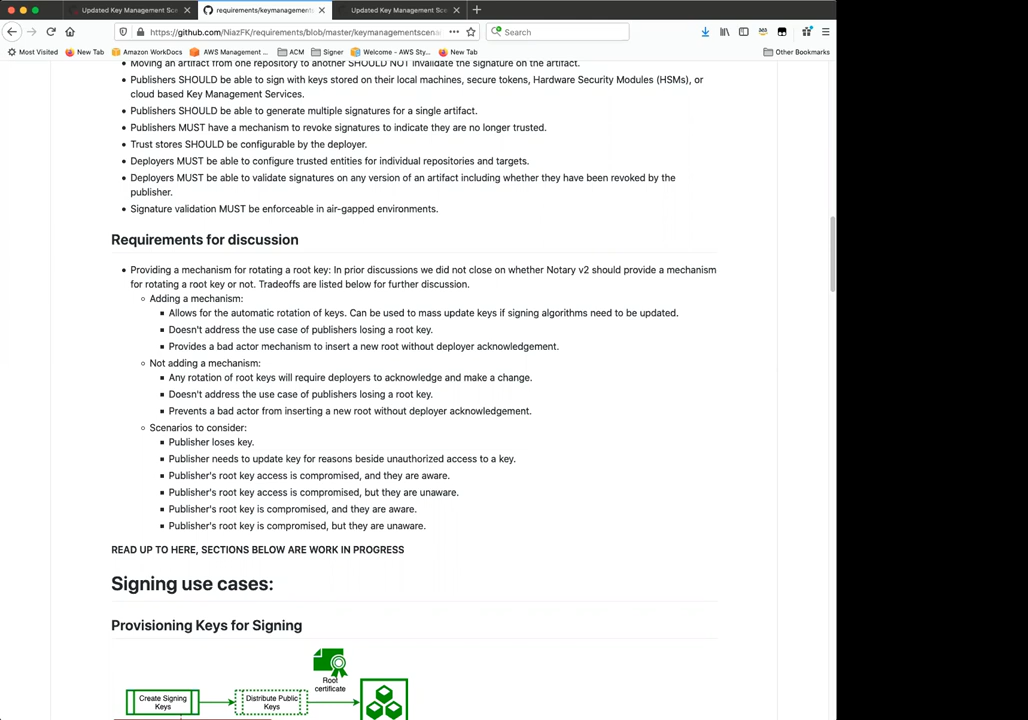 Updated Key Management Sce
requirements/keymanagements
Updated Key Management Sce
https://github.com/NiazFK/requirements/blob/master/keymanagementscena
Search
Most Visited
New Tab
Amazon WorkDocs
AWS Management ...
ACM
Signer
Welcome - AWS Sty...
New Tab
Other Bookmarks
Moving an artifact from one repository to another SHOULD NOT invalidate the signature on the artifact.
Publishers SHOULD be able to sign with keys stored on their local machines, secure tokens, Hardware Security Modules (HSMs), or
cloud based Key Management Services.
Publishers SHOULD be able to generate multiple signatures for a single artifact.
Publishers MUST have a mechanism to revoke signatures to indicate they are no longer trusted.
Trust stores SHOULD be configurable by the deployer.
Deployers MUST be able to configure trusted entities for individual repositories and targets.
Deployers MUST be able to validate signatures on any version of an artifact including whether they have been revoked by the
publisher.
Signature validation MUST be enforceable in air-gapped environments.
Requirements for discussion
Providing a mechanism for rotating a root key: In prior discussions we did not close on whether Notary v2 should provide a mechanism
for rotating a root key or not. Tradeoffs are listed below for further discussion.
Adding a mechanism:
Allows for the automatic rotation of keys. Can be used to mass update keys if signing algorithms need to be updated.
Doesn't address the use case of publishers losing a root key.
Provides a bad actor mechanism to insert a new root without deployer acknowledgement.
Not adding a mechanism:
Any rotation of root keys will require deployers to acknowledge and make a change.
Doesn't address the use case of publishers losing a root key.
Prevents a bad actor from inserting a new root without deployer acknowledgement.
Scenarios to consider:
Publisher loses key.
Publisher needs to update key for reasons beside unauthorized access to a key.
Publisher's root key access is compromised, and they are aware.
Publisher's root key access is compromised, but they are unaware.
Publisher's root key is compromised, and they are aware.
Publisher's root key is compromised, but they are unaware.
READ UP TO HERE, SECTIONS BELOW ARE WORK IN PROGRESS
Signing use cases:
Provisioning Keys for Signing
Root
certificate
Create Signing
Keys
Distribute Public
Keys